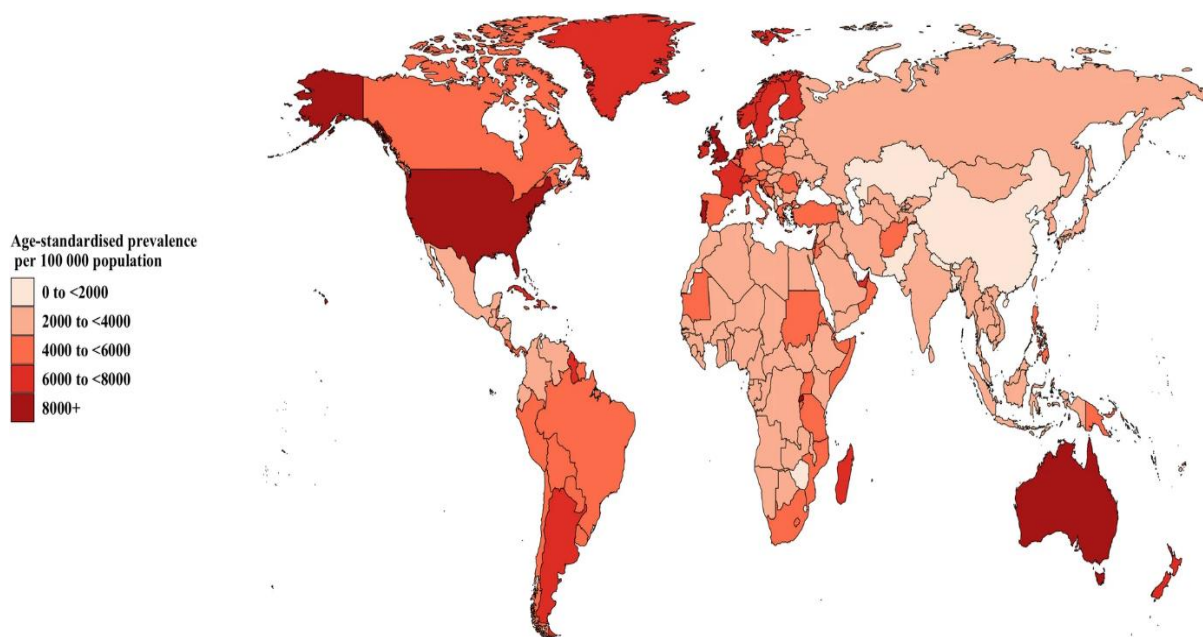 Age-standardised prevalence
per 100 000 population
0 to <2000
2000 to <4000
4000 to <6000
6000 to <8000
8000+